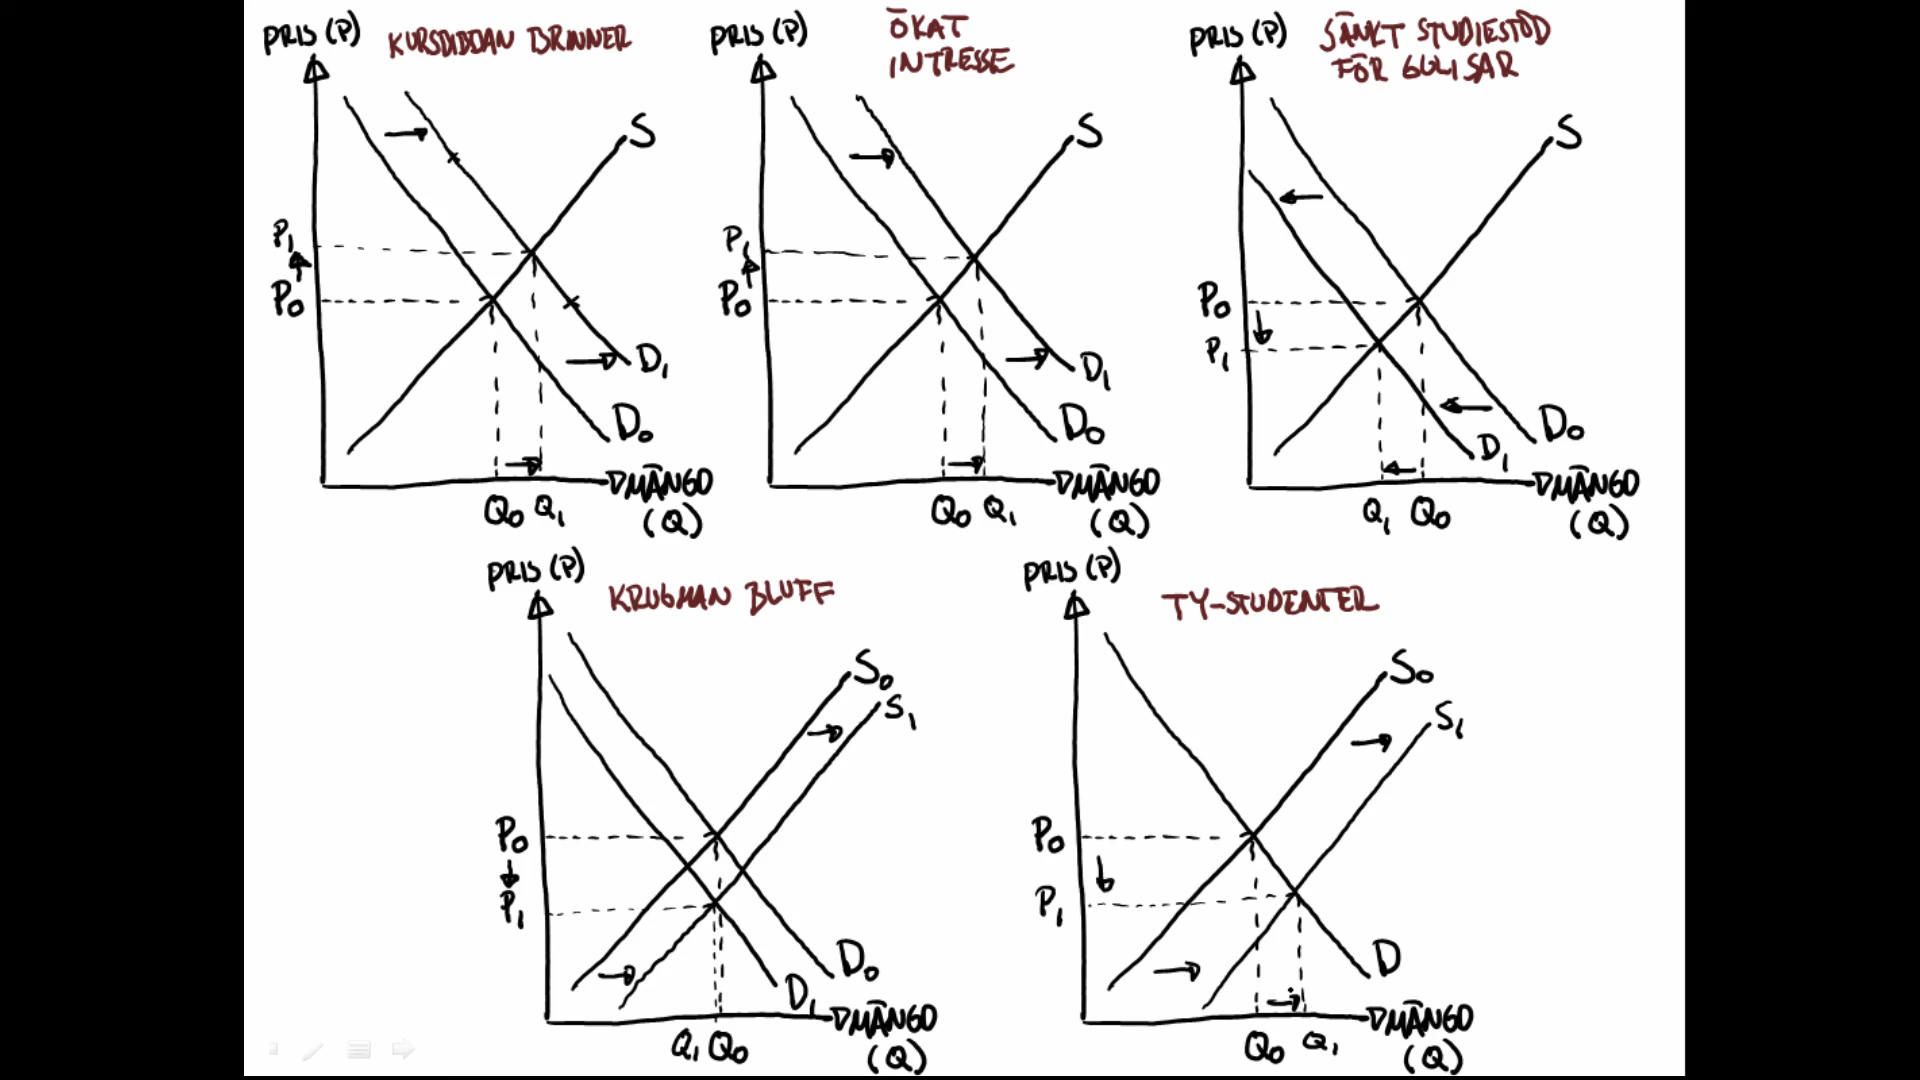 PRIS (P)
KURSBIBBAN BRINNER
S
P1
P0
D1
D0
MÄNGD
(Q)
Q0 Q1
PRIS (P)
ÖKAT
INTRESSE
S
P1
P0
D1
D0
MÄNGD
(Q)
Q0 Q1
PRIS (P)
SÄNKT STUDIESTÖD
FÖR GULISAR
S
P0
P1
D0
D1
MÄNGD
(Q)
Q1 Q0
PRIS (P)
KRUGMAN BLUFF
S0
S1
P0
P1
D0
D1
MÄNGD
(Q)
Q1 Q0
PRIS (P)
TY-STUDENTER
S0
S1
P0
P1
D
MÄNGD
(Q)
Q0 Q1